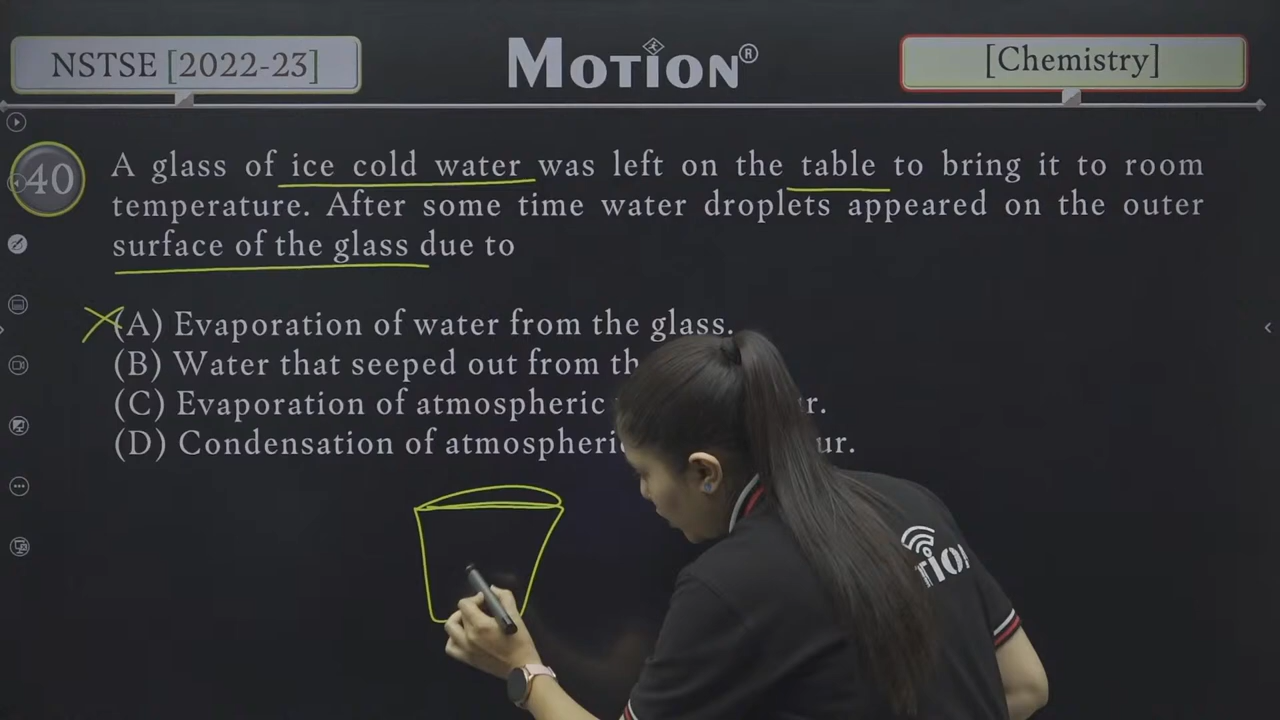 NSTSE [2022-23]
MOTION®
[Chemistry]
40
A glass of ice cold water was left on the table to bring it to room
temperature. After some time water droplets appeared on the outer
surface of the glass due to
(A) Evaporation of water from the glass.
(B) Water that seeped out from
(C) Evaporation of atmospheric
(D) Condensation of atmospheric